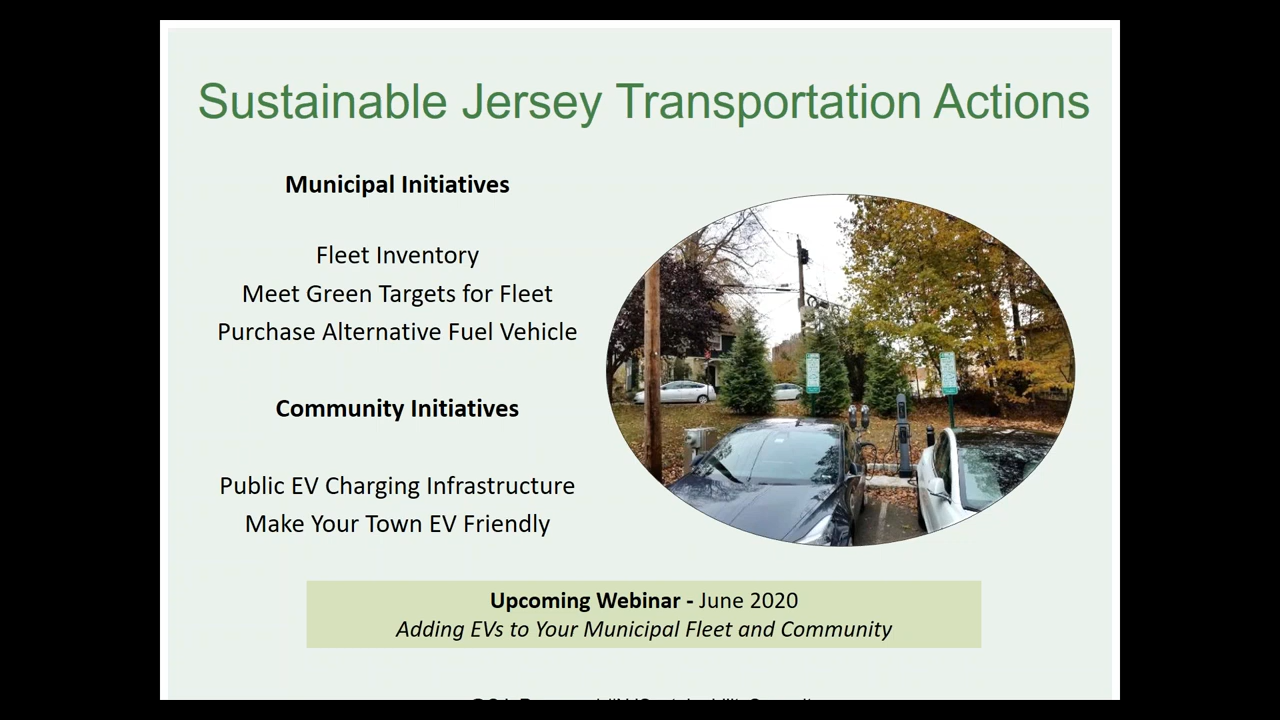 Sustainable Jersey Transportation Actions
Municipal Initiatives
Fleet Inventory
Meet Green Targets for Fleet
Purchase Alternative Fuel Vehicle
Community Initiatives
Public EV Charging Infrastructure
Make Your Town EV Friendly
Upcoming Webinar - June 2020
Adding EVs to Your Municipal Fleet and Community